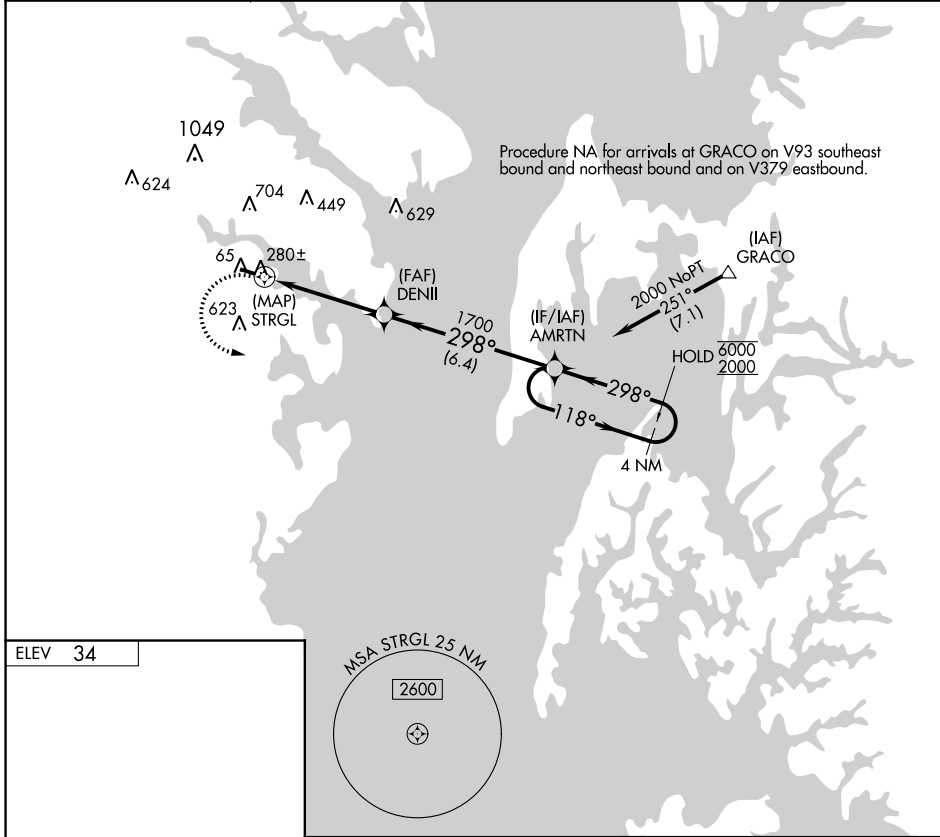 1049
624
704
449
629
Procedure NA for arrivals at GRACO on V93 southeast
bound and northeast bound and on V379 eastbound.
65
280±
623
(MAP)
STRGL
(FAF)
DENII
1700
298°
(6.4)
(IF/IAF)
AMRTN
(IAF)
GRACO
2000 NoPT
251°
(7.1)
HOLD
6000
2000
298°
118°
4 NM
ELEV 34
MSA STRGL 25 NM
2600